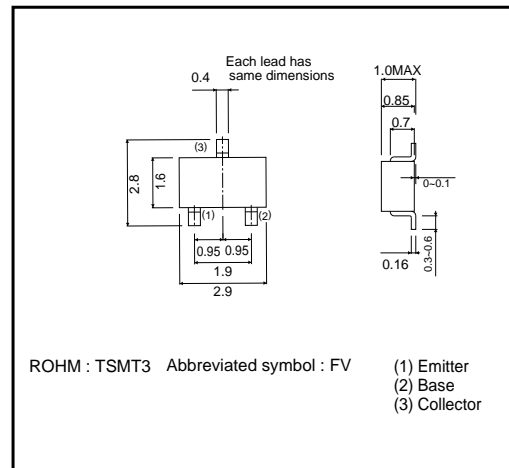 Each lead has
same dimensions
0.4
(3)
2.8
1.6
(1)
(2)
0.95
0.95
1.9
2.9
1.0MAX
0.85
0.7
0~0.1
0.16
0.3~0.6
ROHM : TSMT3 Abbreviated symbol : FV
(1) Emitter
(2) Base
(3) Collector